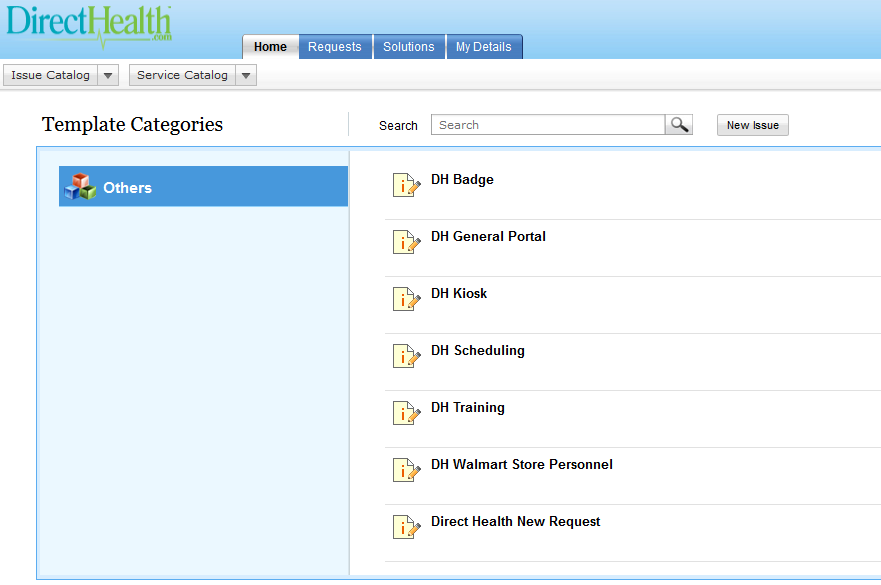 DirectHealth.com
Home Requests Solutions My Details
Issue Catalog Service Catalog
Template Categories Search Search New Issue
Others
DH Badge
DH General Portal
DH Kiosk
DH Scheduling
DH Training
DH Walmart Store Personnel
Direct Health New Request